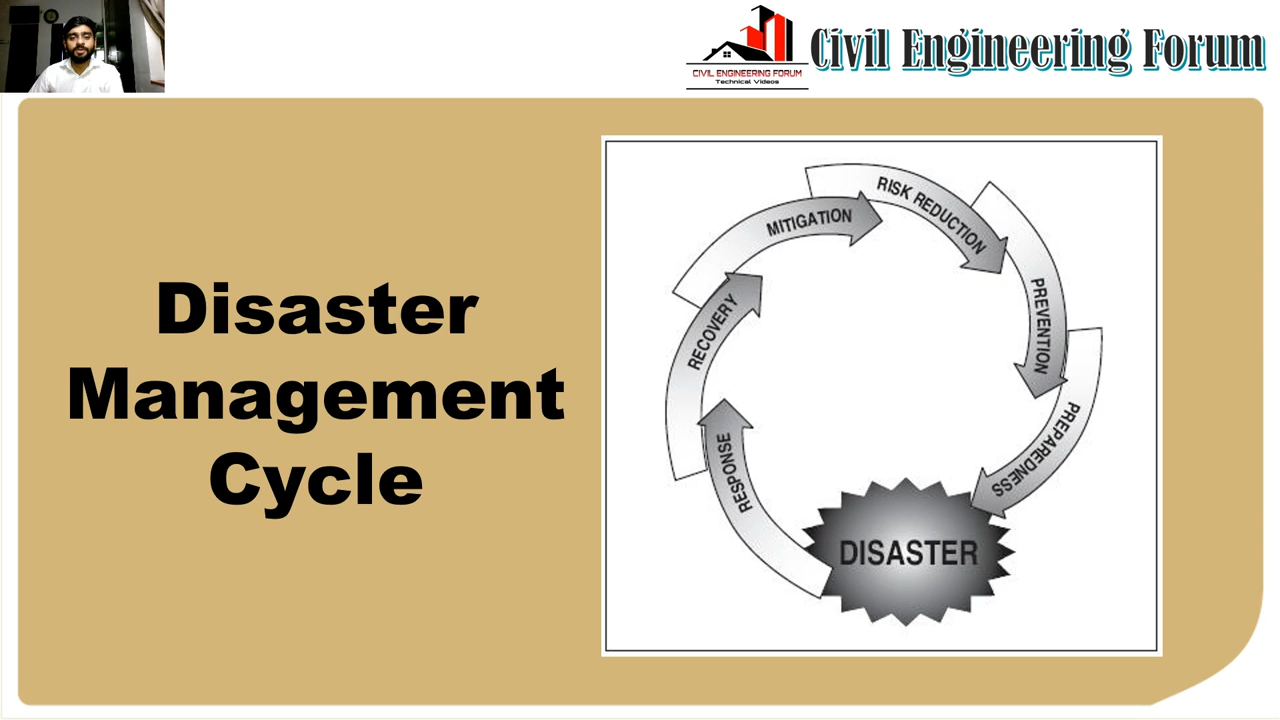 CIVIL ENGINEERING FORUM
Technical Videos
Civil Engineering Forum
Disaster
Management
Cycle
RISK REDUCTION
MITIGATION
PREVENTION
RECOVERY
PREPAREDNESS
RESPONSE
DISASTER